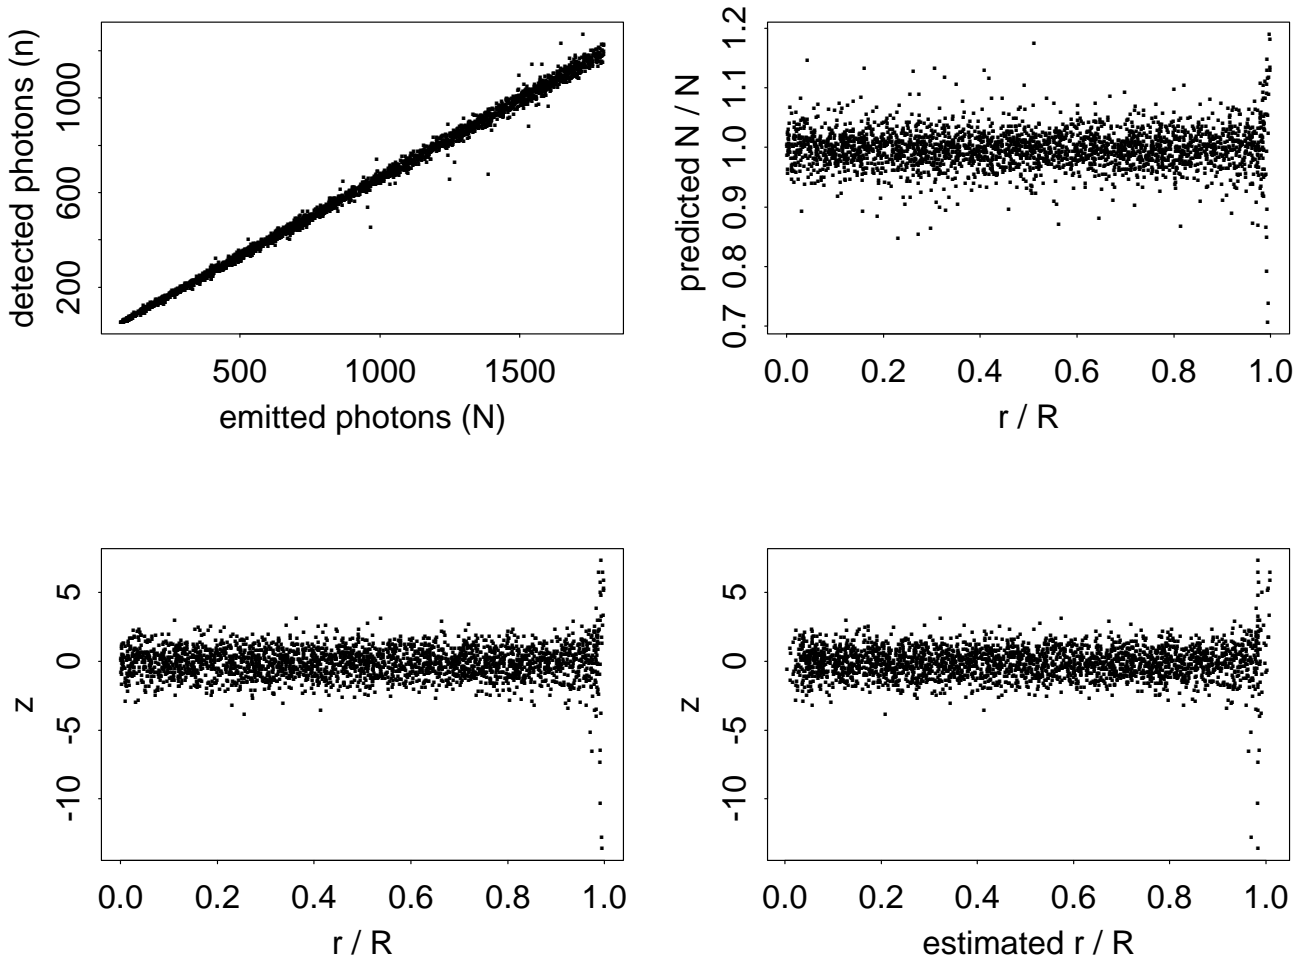 detected photons (n)
200
600
1000
500
1000
1500
emitted photons (N)
predicted N / N
0.7
0.8
0.9
1.0
1.1
1.2
0.0 0.2 0.4 0.6 0.8 1.0
r / R
z
-10
-5
0
5
0.0 0.2 0.4 0.6 0.8 1.0
r / R
z
-10
-5
0
5
0.0 0.2 0.4 0.6 0.8 1.0
estimated r / R